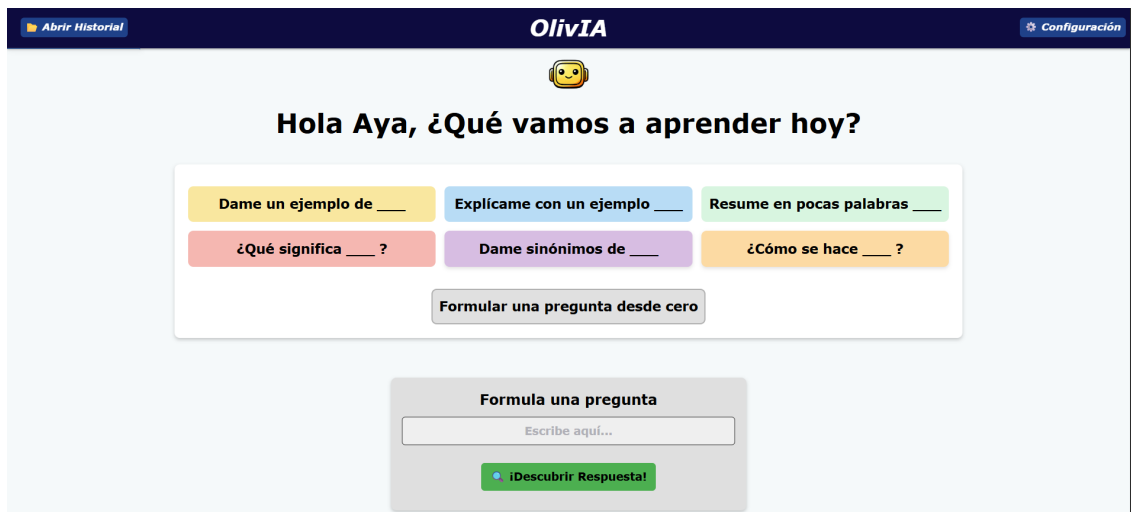 Abrir Historial
OlivIA
Configuración
Hola Aya, ¿Qué vamos a aprender hoy?
Dame un ejemplo de ____
Explícame con un ejemplo ____
Resume en pocas palabras ____
¿Qué significa ____ ?
Dame sinónimos de ____
¿Cómo se hace ____ ?
Formular una pregunta desde cero
Formula una pregunta
Escribe aquí...
¡Descubrir Respuesta!